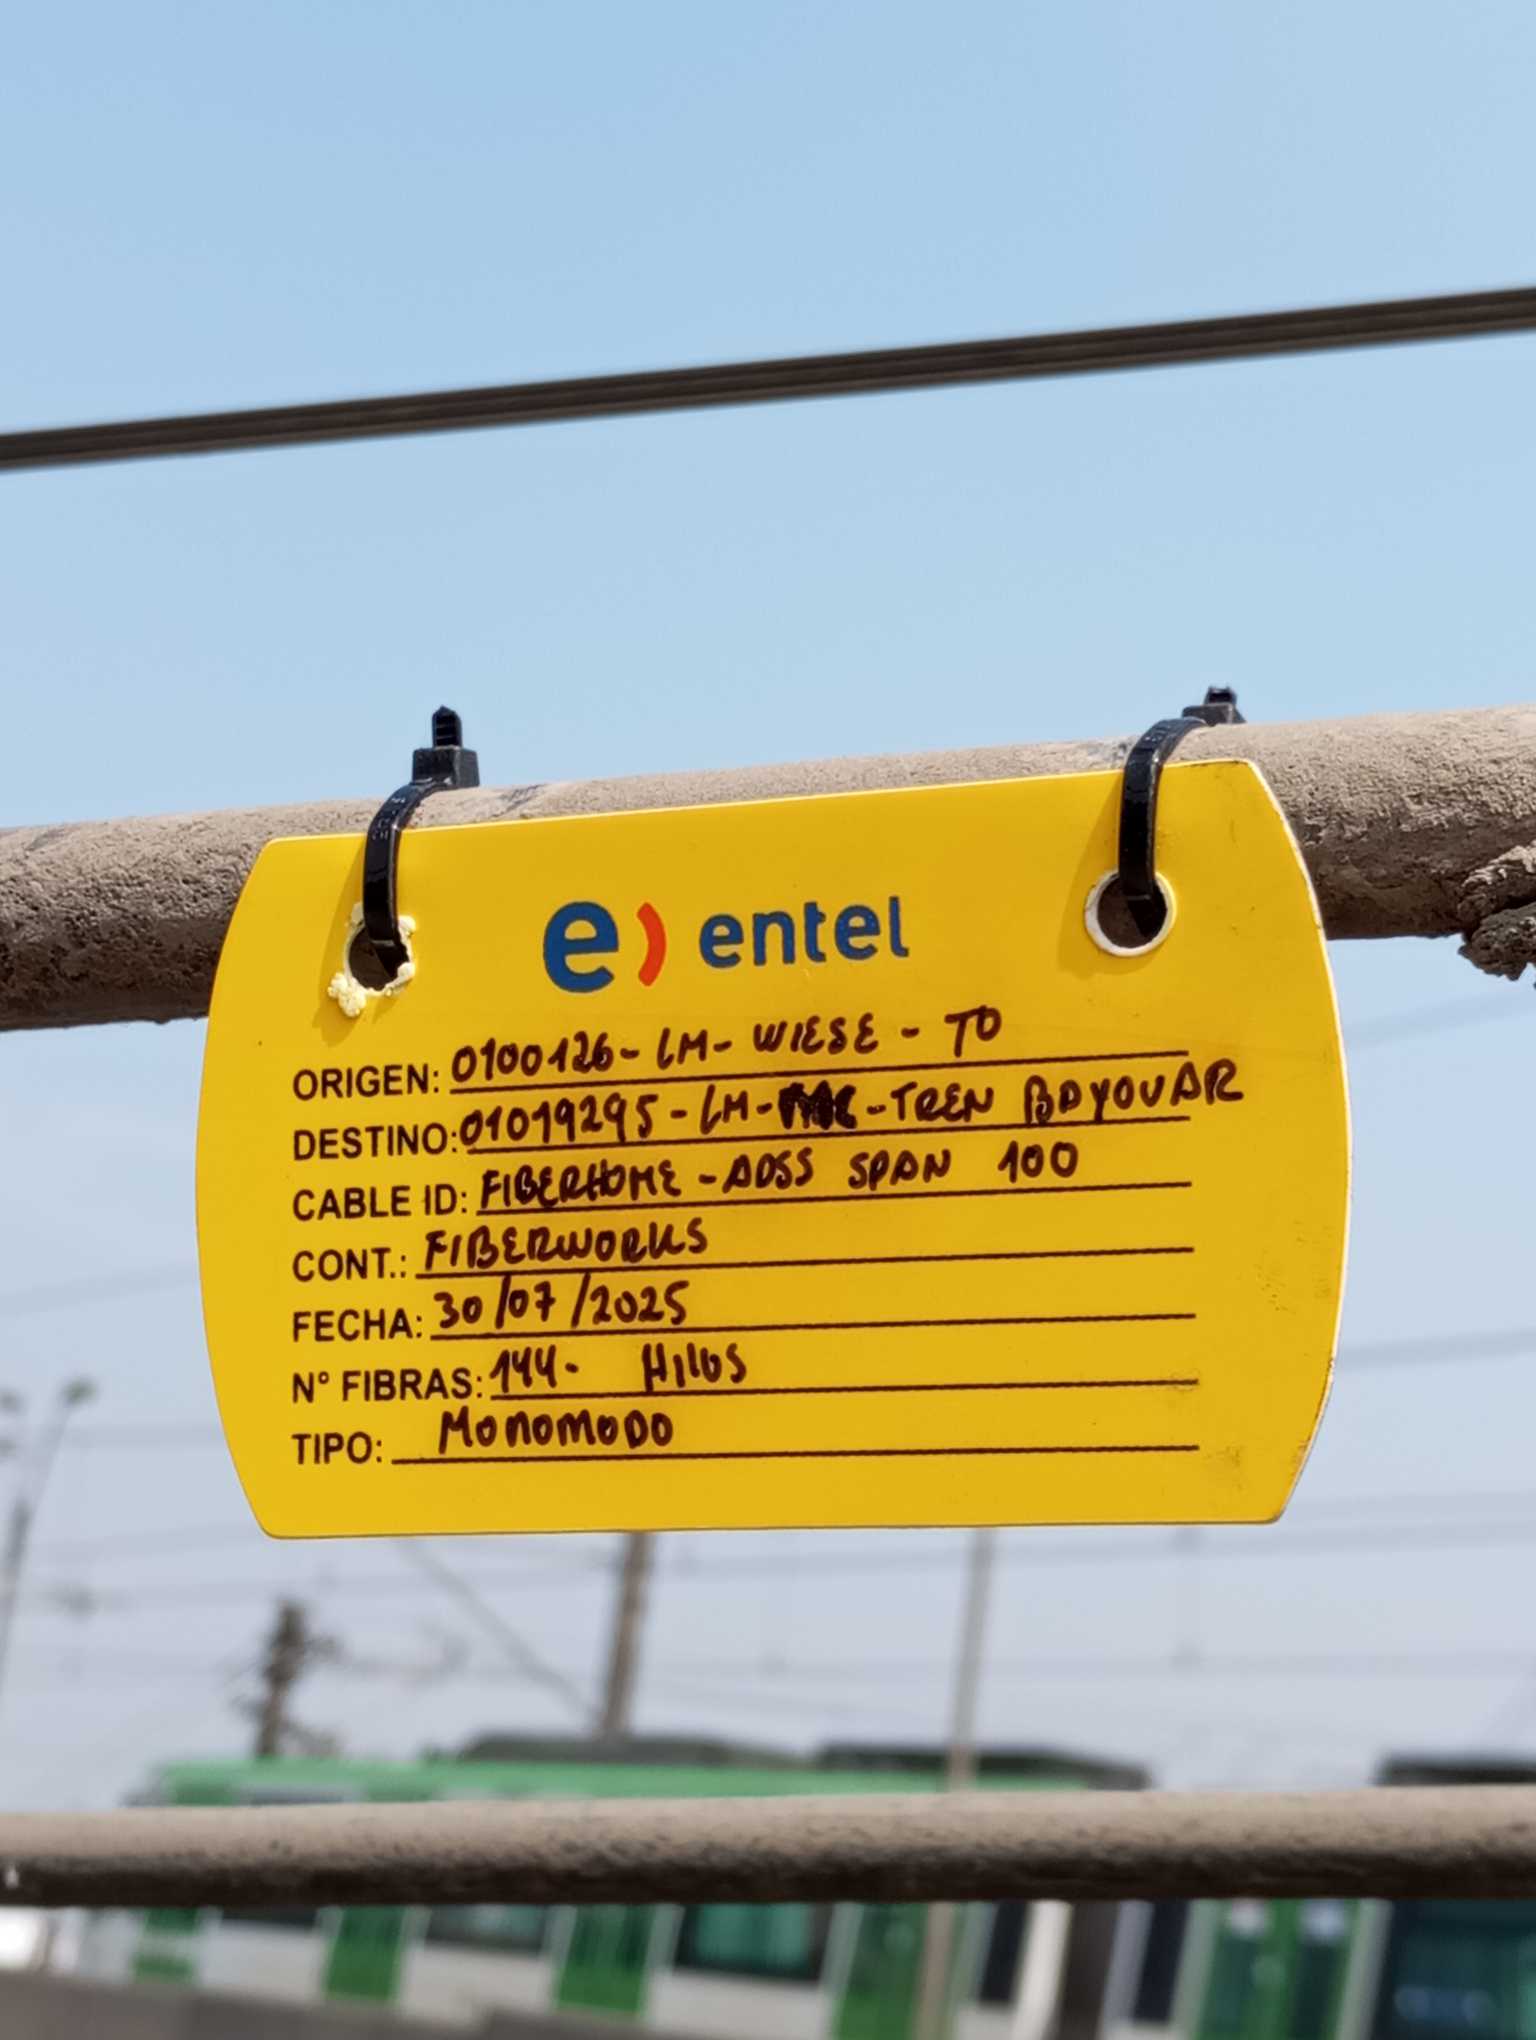 e) entel
ORIGEN: 0100126- LM- WIESE - TO
DESTINO: 01019295-LM- -TREN BAYOVAR
CABLE ID: FIBERHOME-ADSS SPAN 100
CONT.: FIBERWORKS
FECHA: 30/07/2025
N° FIBRAS: 144- Hilos
TIPO: MONOMODO